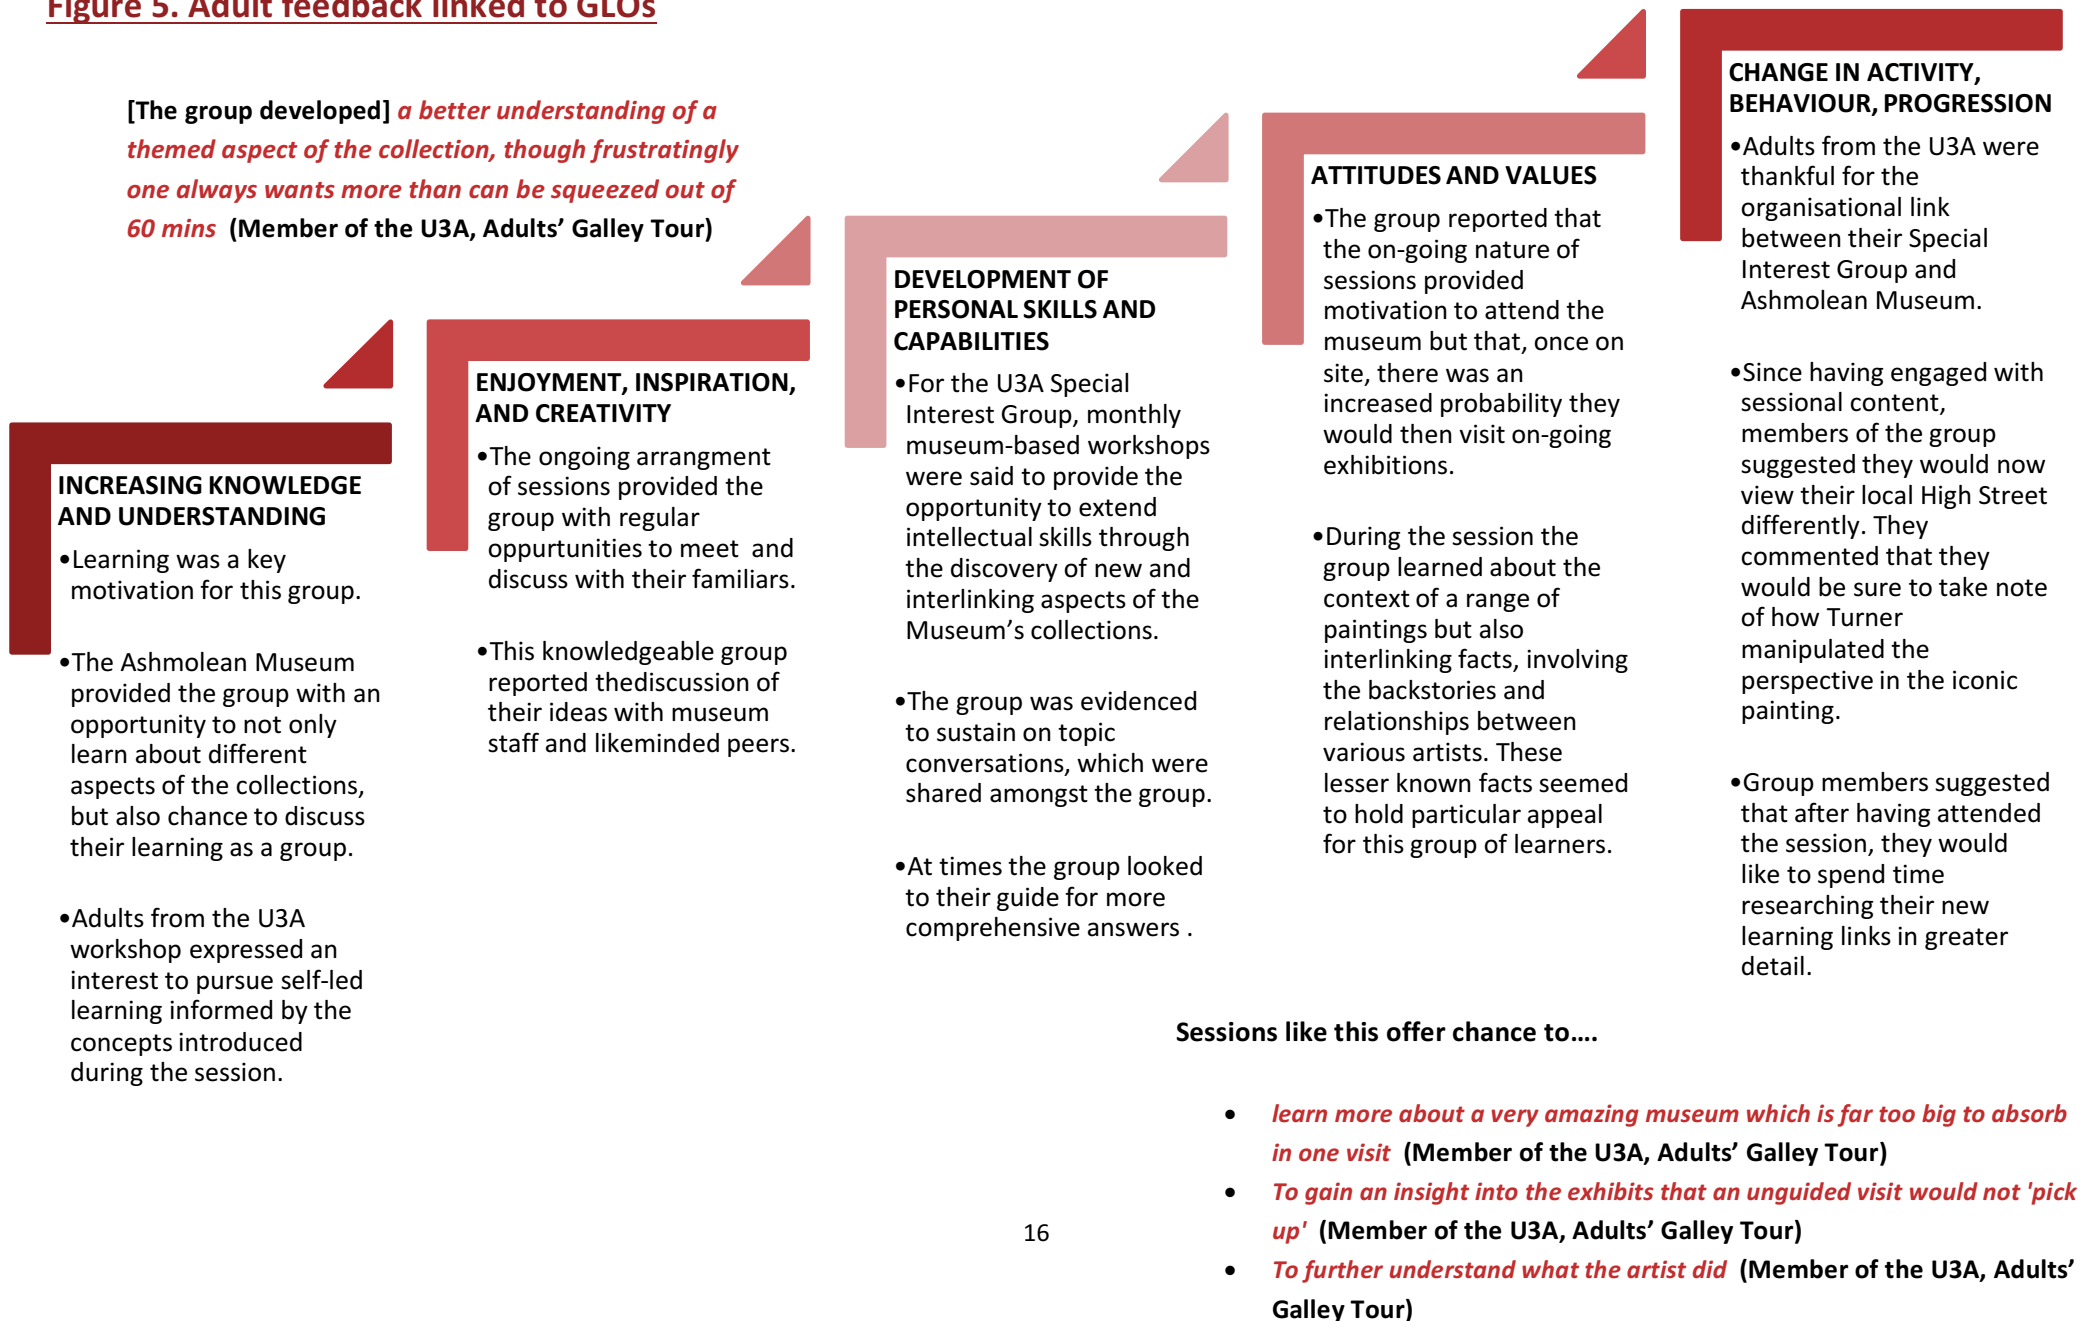 Figure 5. Adult feedback linked to GLOs
[The group developed] a better understanding of a
themed aspect of the collection, though frustratingly
one always wants more than can be squeezed out of
60 mins (Member of the U3A, Adults’ Galley Tour)
INCREASING KNOWLEDGE
AND UNDERSTANDING
•Learning was a key
motivation for this group.
•The Ashmolean Museum
provided the group with an
opportunity to not only
learn about different
aspects of the collections,
but also chance to discuss
their learning as a group.
•Adults from the U3A
workshop expressed an
interest to pursue self-led
learning informed by the
concepts introduced
during the session.
ENJOYMENT, INSPIRATION,
AND CREATIVITY
•The ongoing arrangment
of sessions provided the
group with regular
oppurtunities to meet and
discuss with their familiars.
•This knowledgeable group
reported thediscussion of
their ideas with museum
staff and likeminded peers.
DEVELOPMENT OF
PERSONAL SKILLS AND
CAPABILITIES
•For the U3A Special
Interest Group, monthly
museum-based workshops
were said to provide the
opportunity to extend
intellectual skills through
the discovery of new and
interlinking aspects of the
Museum’s collections.
•The group was evidenced
to sustain on topic
conversations, which were
shared amongst the group.
•At times the group looked
to their guide for more
comprehensive answers .
ATTITUDES AND VALUES
•The group reported that
the on-going nature of
sessions provided
motivation to attend the
museum but that, once on
site, there was an
increased probability they
would then visit on-going
exhibitions.
•During the session the
group learned about the
context of a range of
paintings but also
interlinking facts, involving
the backstories and
relationships between
various artists. These
lesser known facts seemed
to hold particular appeal
for this group of learners.
CHANGE IN ACTIVITY,
BEHAVIOUR, PROGRESSION
•Adults from the U3A were
thankful for the
organisational link
between their Special
Interest Group and
Ashmolean Museum.
•Since having engaged with
sessional content,
members of the group
suggested they would now
view their local High Street
differently. They
commented that they
would be sure to take note
of how Turner
manipulated the
perspective in the iconic
painting.
•Group members suggested
that after having attended
the session, they would
like to spend time
researching their new
learning links in greater
detail.
Sessions like this offer chance to….
• learn more about a very amazing museum which is far too big to absorb
in one visit (Member of the U3A, Adults’ Galley Tour)
• To gain an insight into the exhibits that an unguided visit would not 'pick
up' (Member of the U3A, Adults’ Galley Tour)
• To further understand what the artist did (Member of the U3A, Adults’
Galley Tour)
16